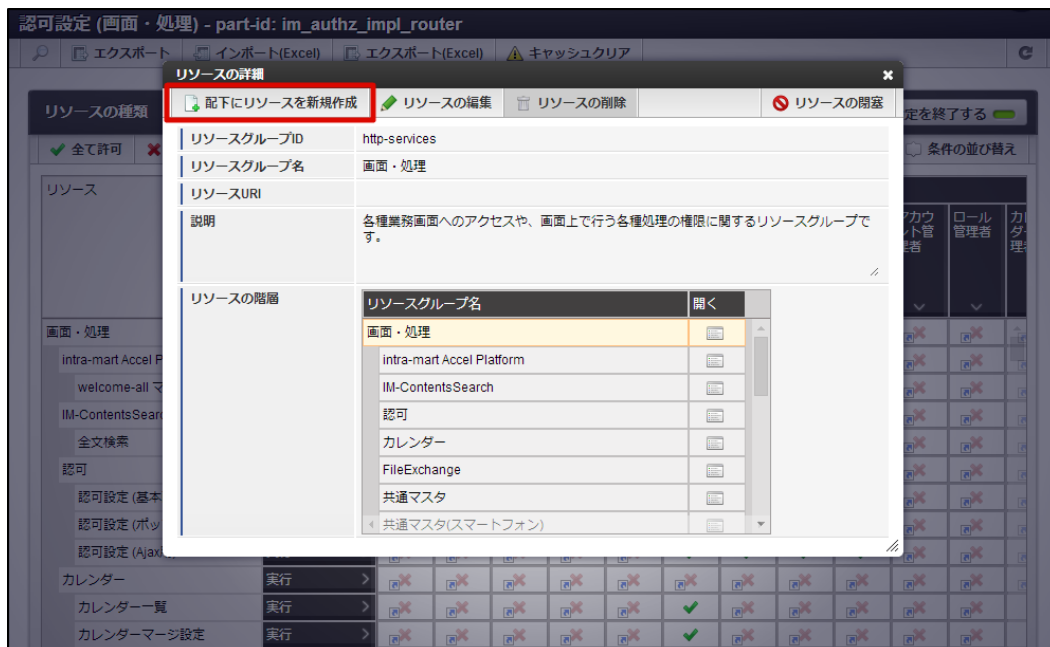 認可設定 (画面・処理) - part-id: im_authz_impl_router
エクスポート インポート(Excel) エクスポート(Excel) キャッシュクリア
リソースの詳細
配下にリソースを新規作成 リソースの編集 リソースの削除 リソースの閉塞
リソースの種類 定を終了する
全て許可 条件の並び替え
リソースグループID http-services
リソースグループ名 画面・処理
リソースURI
リソース
説明 各種業務画面へのアクセスや、画面上で行う各種処理の権限に関するリソースグループで
す。
ロール
管理者
リソースの階層 リソースグループ名 開く
画面・処理
intra-mart Accel Platform
IM-ContentsSearch
認可
カレンダー
FileExchange
共通マスタ
共通マスタ(スマートフォン)
画面・処理
intra-mart Accel P
welcome-all マ
IM-ContentsSear
全文検索
認可
認可設定 (基本
認可設定 (ポッ
認可設定 (Ajax
カレンダー 実行
カレンダー一覧 実行
カレンダーマージ設定 実行